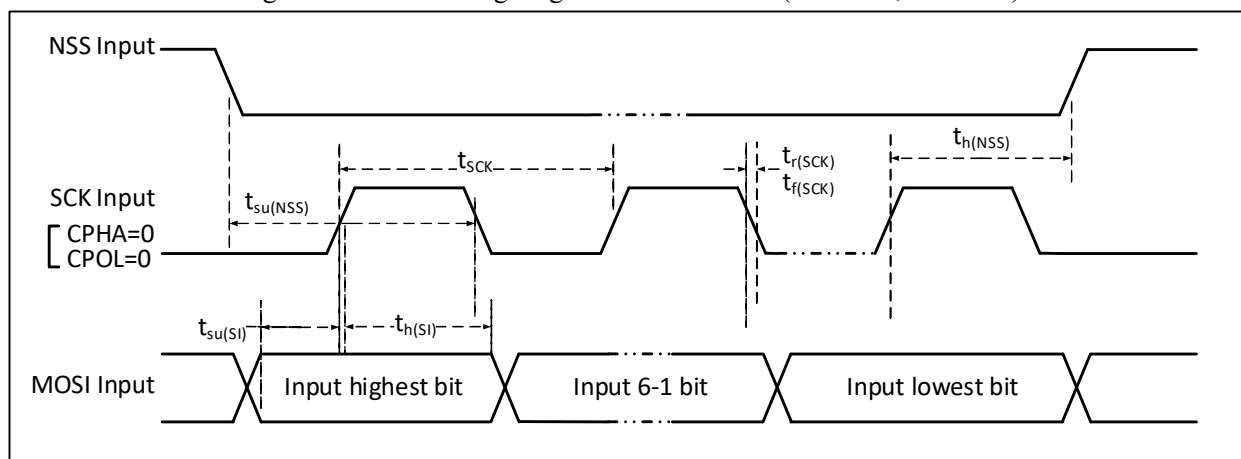 NSS Input
t_h(NSS)
t_SCK
t_r(SCK)
t_f(SCK)
SCK Input
t_su(NSS)
CPHA=0
CPOL=0
t_su(SI)
t_h(SI)
MOSI Input
Input highest bit
Input 6-1 bit
Input lowest bit